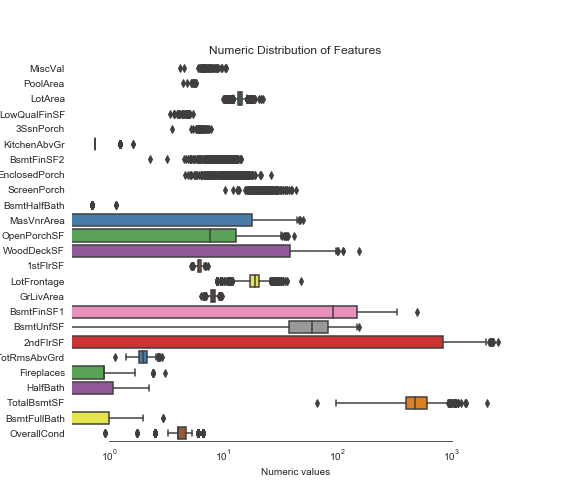 Numeric Distribution of Features
MiscVal
PoolArea
LotArea
LowQualFinSF
3SsnPorch
KitchenAbvGr
BsmtFinSF2
EnclosedPorch
ScreenPorch
BsmtHalfBath
MasVnrArea
OpenPorchSF
WoodDeckSF
1stFlrSF
LotFrontage
GrLivArea
BsmtFinSF1
BsmtUnfSF
2ndFlrSF
TotRmsAbvGrd
Fireplaces
HalfBath
TotalBsmtSF
BsmtFullBath
OverallCond
10⁰ 10¹ 10² 10³
Numeric values